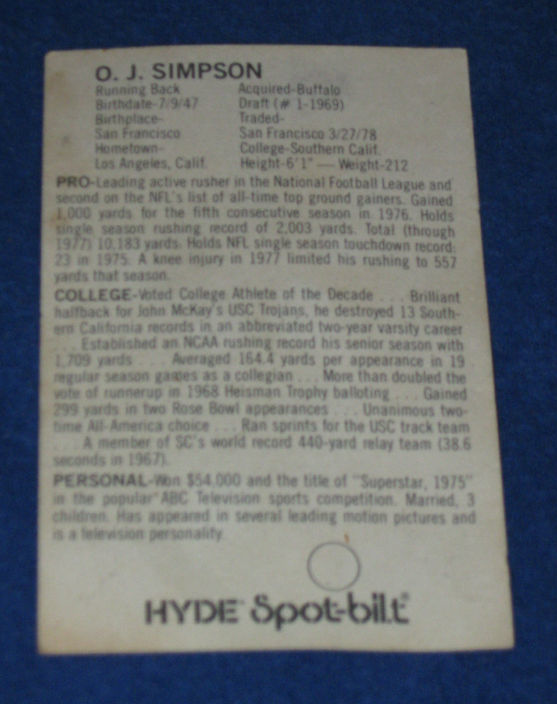 O. J. SIMPSON
Running Back Acquired-Buffalo
Birthdate-7/9/47 Draft (# 1-1969)
Birthplace- Traded-
San Francisco San Francisco 3/27/78
Hometown- College-Southern Calif.
Los Angeles, Calif. Height-6'1" — Weight-212
PRO-Leading active rusher in the National Football League and
second on the NFL's list of all-time top ground gainers. Gained
1,000 yards for the fifth consecutive season in 1976. Holds
single season rushing record of 2,003 yards. Total (through
1977) 10,183 yards. Holds NFL single season touchdown record:
23 in 1975. A knee injury in 1977 limited his rushing to 557
yards that season.
COLLEGE-Voted College Athlete of the Decade . . . Brilliant
halfback for John McKay's USC Trojans, he destroyed 13 South-
ern California records in an abbreviated two-year varsity career
. . . Established an NCAA rushing record his senior season with
1,709 yards . . . Averaged 164.4 yards per appearance in 19
regular season games as a collegian . . . More than doubled the
vote of runnerup in 1968 Heisman Trophy balloting . . . Gained
299 yards in two Rose Bowl appearances . . . Unanimous two-
time All-America choice . . . Ran sprints for the USC track team
. . . A member of SC's world record 440-yard relay team (38.6
seconds in 1967).
PERSONAL-Won $54,000 and the title of "Superstar, 1975"
in the popular ABC Television sports competition. Married, 3
children. Has appeared in several leading motion pictures and
is a television personality.
HYDE Spot-bilt